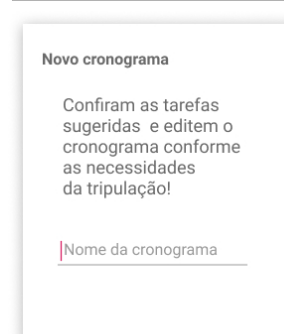 Novo cronograma
Confiram as tarefas
sugeridas e editem o
cronograma conforme
as necessidades
da tripulação!
Nome da cronograma